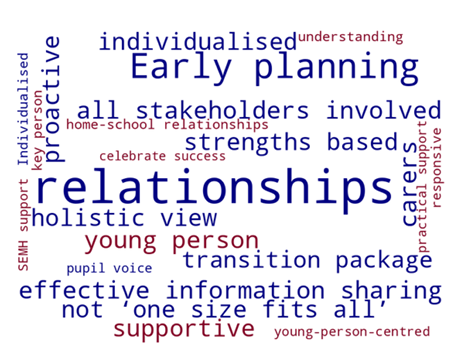 individualised
understanding
Early planning
proactive
Individualised
key person
all stakeholders involved
home-school relationships
strengths based
celebrate success
relationships
carers
practical support
responsive
SEMH support
holistic view
young person
pupil voice
transition package
effective information sharing
not ‘one size fits all’
supportive
young-person-centred